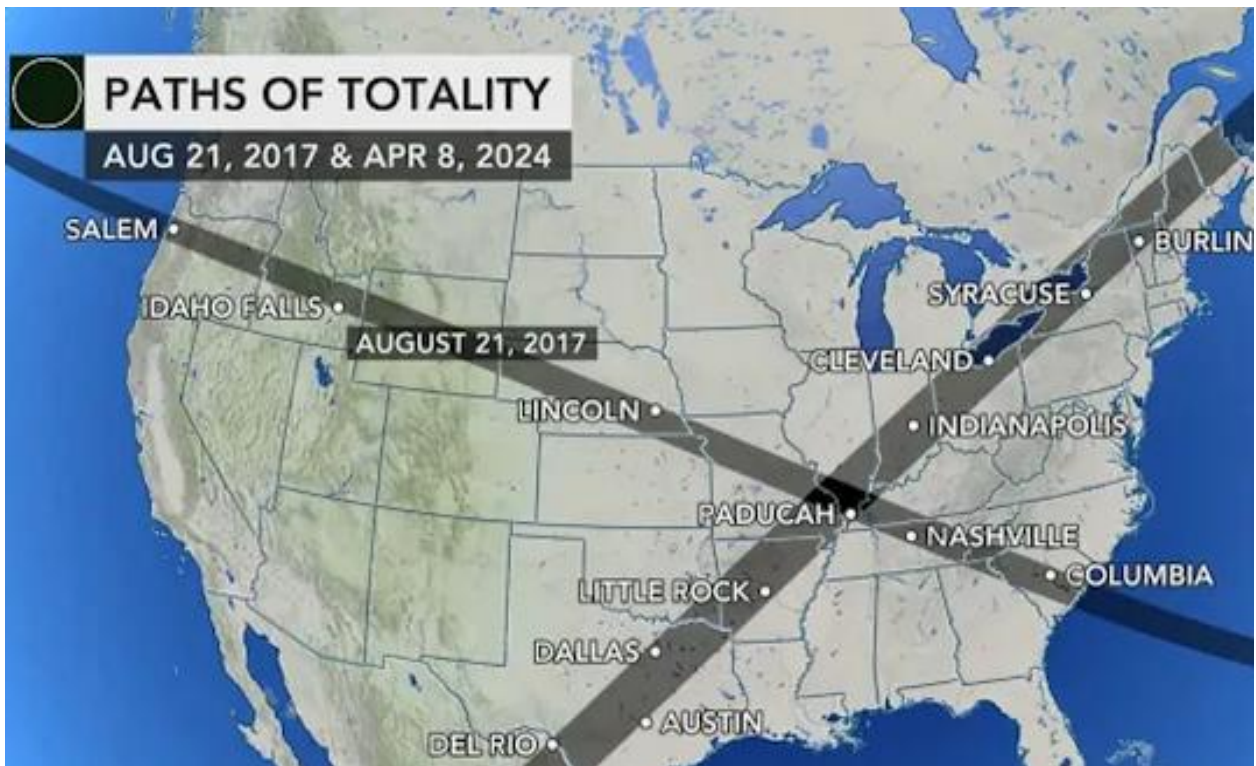 PATHS OF TOTALITY
AUG 21, 2017 & APR 8, 2024
SALEM
BURLIN
IDAHO FALLS
SYRACUSE
AUGUST 21, 2017
CLEVELAND
LINCOLN
INDIANAPOLIS
PADUCAH
NASHVILLE
COLUMBIA
LITTLE ROCK
DALLAS
AUSTIN
DEL RIO